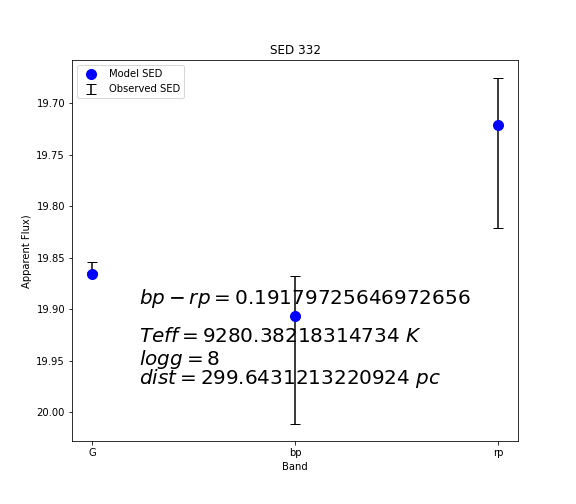 SED 332
Model SED
Observed SED
19.70
19.75
19.80
19.85
19.90
19.95
20.00
Apparent Flux)
bp − rp = 0.19179725646972656
Teff = 9280.38218314734 K
logg = 8
dist = 299.6431213220924 pc
G bp rp
Band